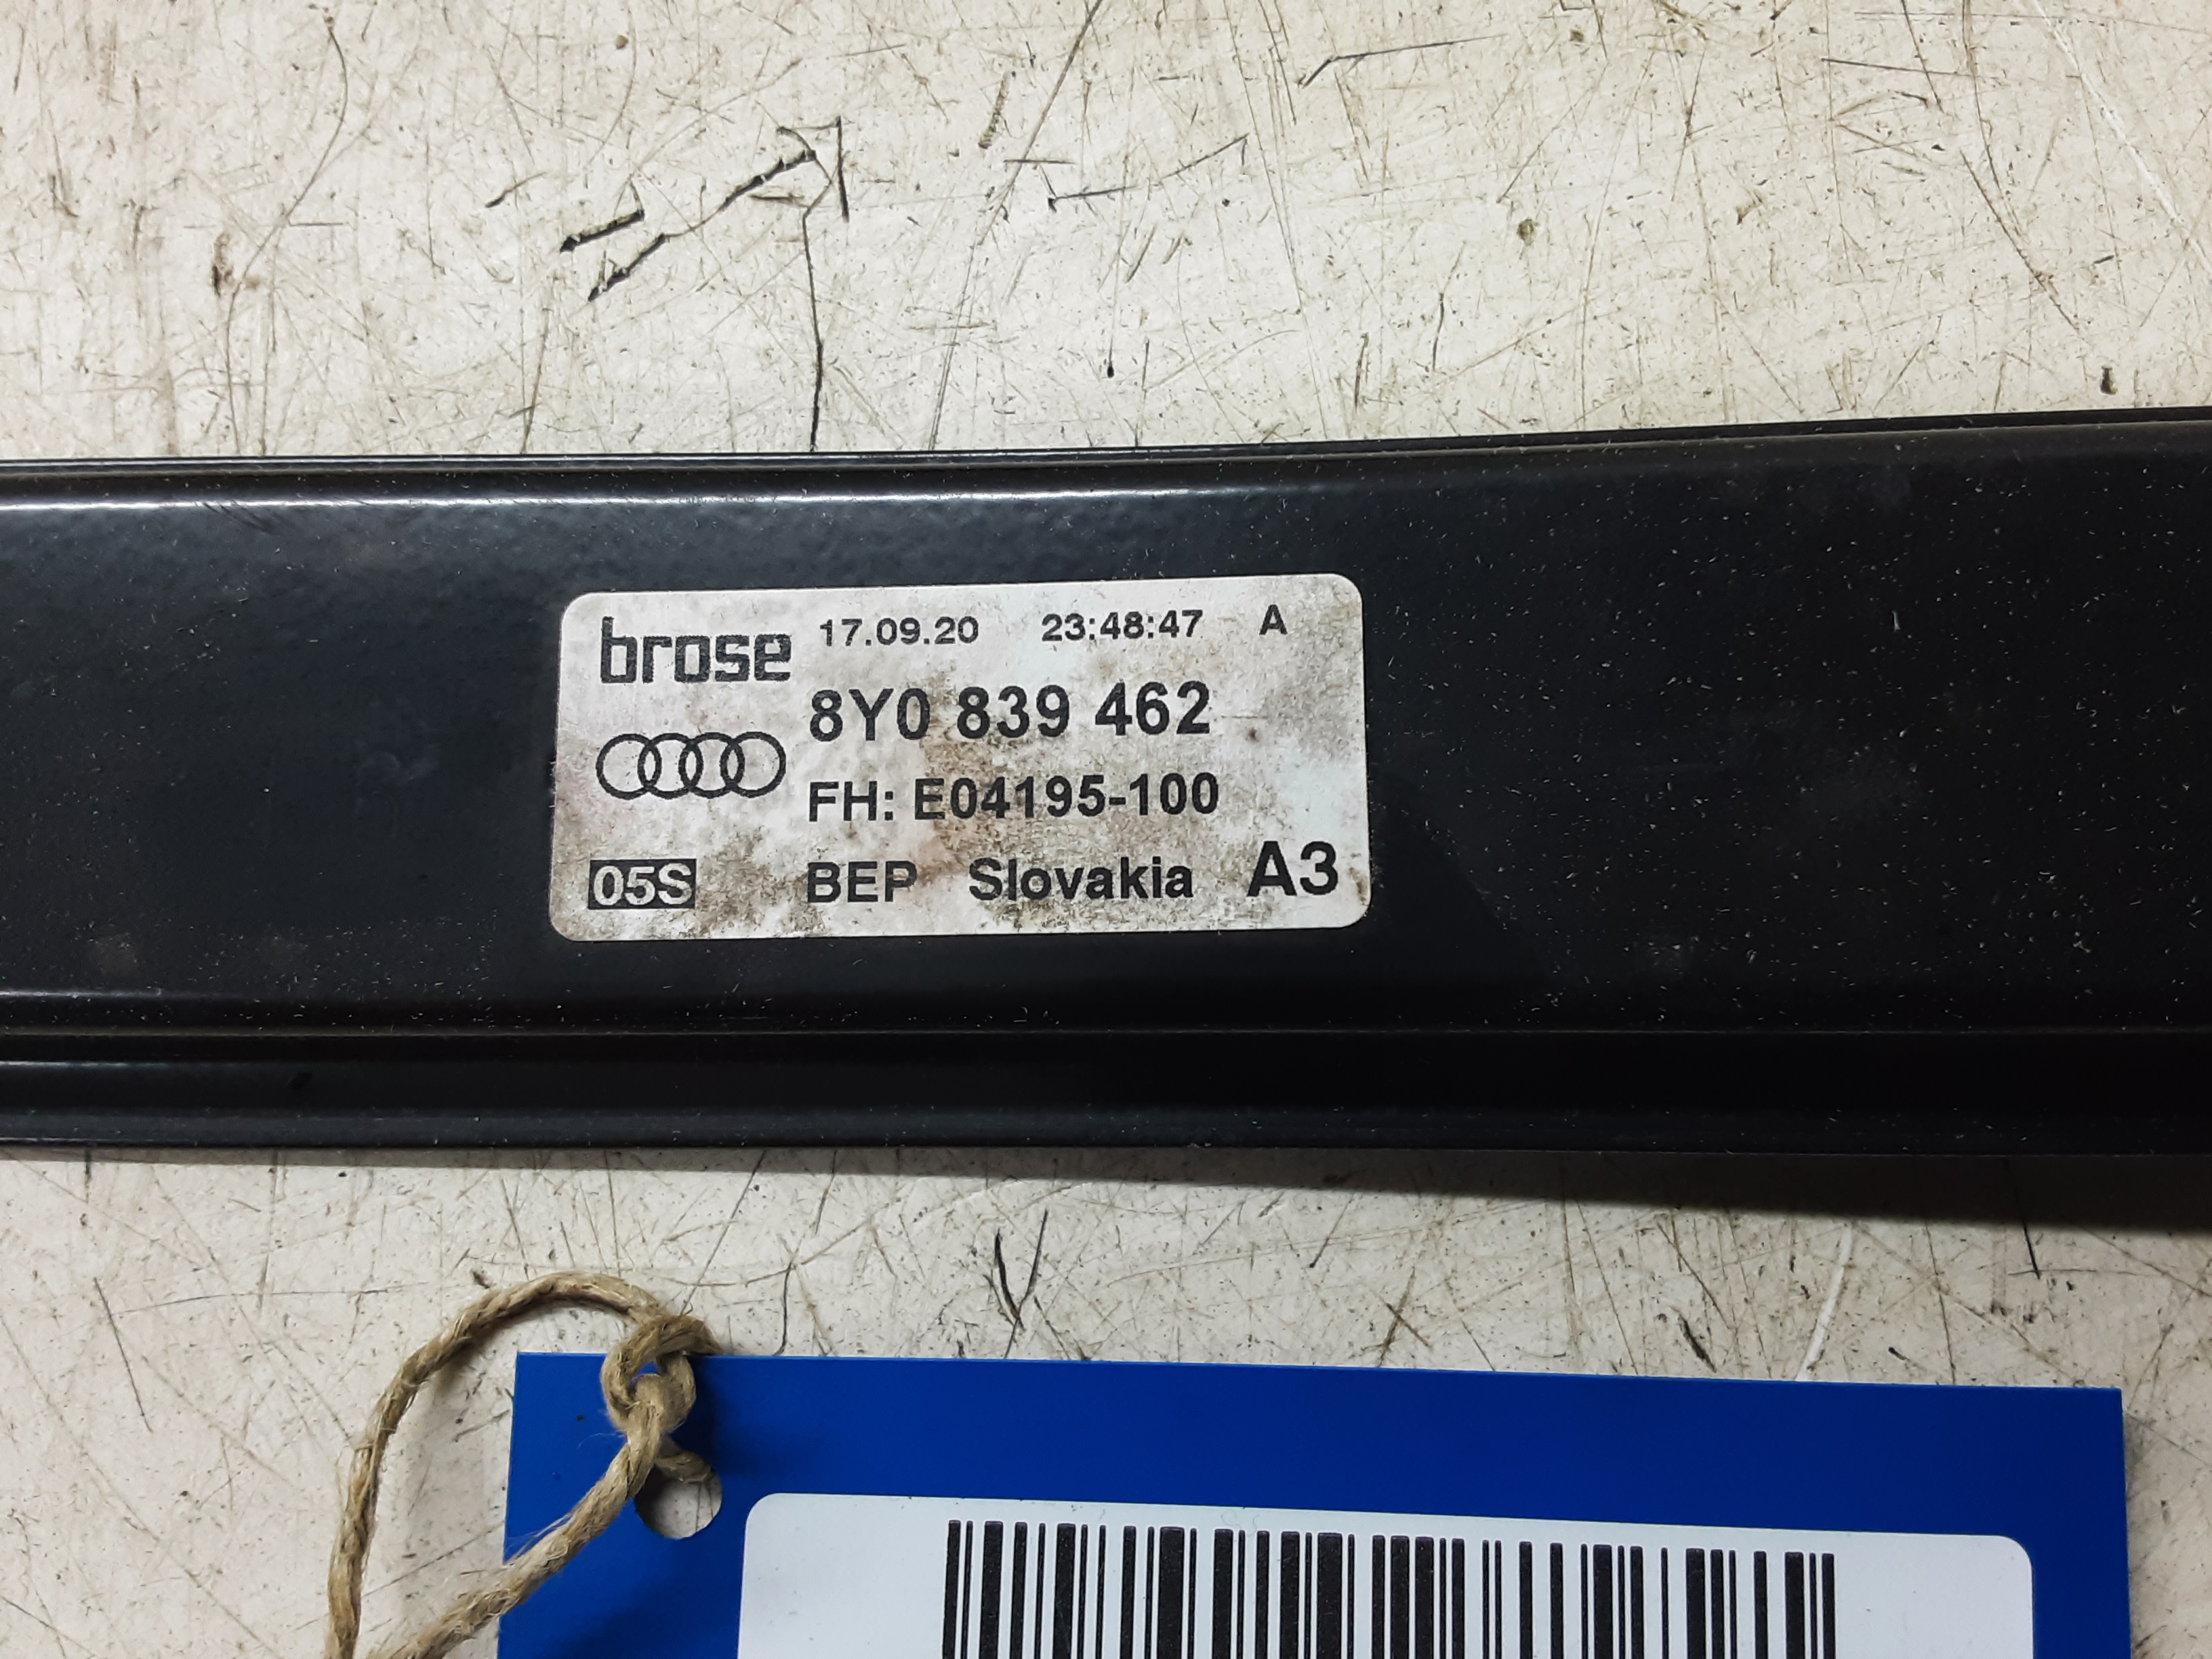 brose 17.09.20 23:48:47 A
8Y0 839 462
FH: E04195-100
05S BEP Slovakia A3